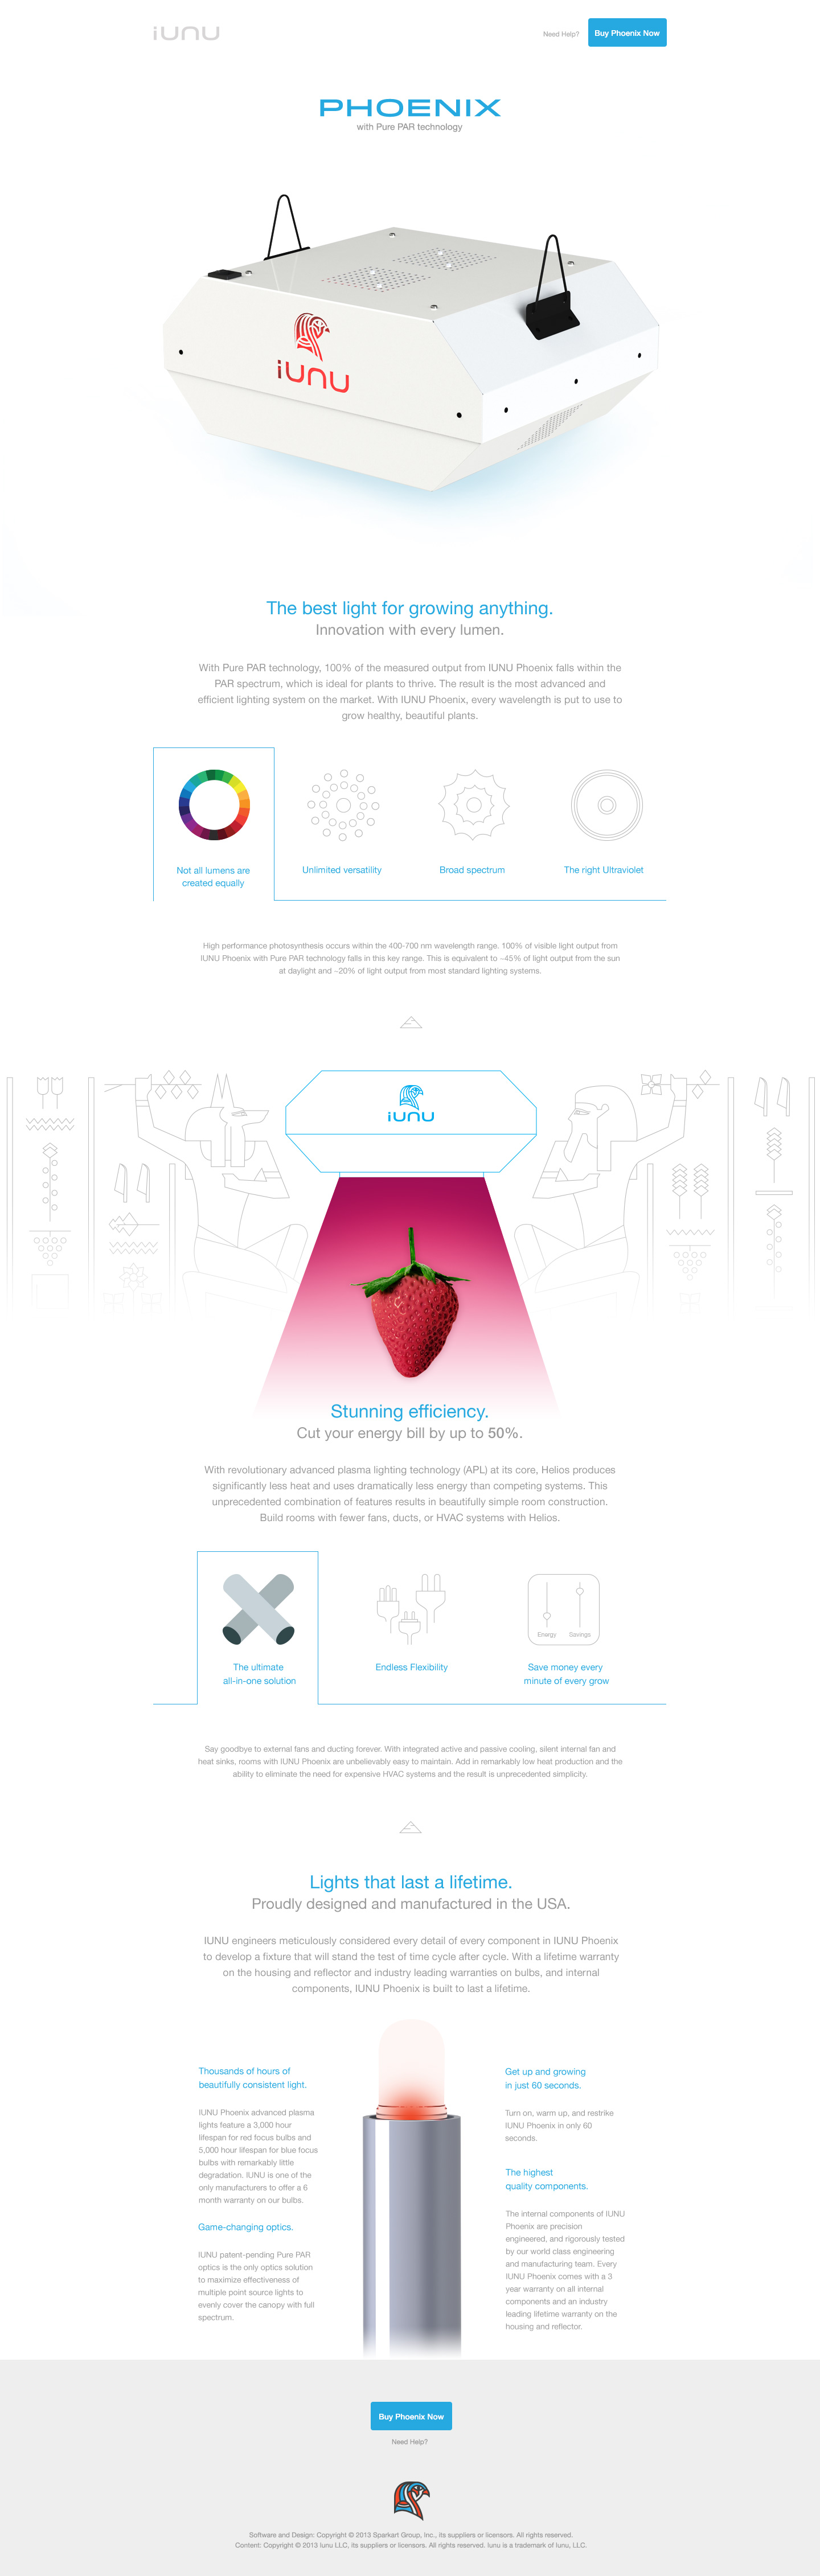 iunu
Need Help?
Buy Phoenix Now
PHOENIX
with Pure PAR technology
iunu
The best light for growing anything.
Innovation with every lumen.
With Pure PAR technology, 100% of the measured output from IUNU Phoenix falls within the
PAR spectrum, which is ideal for plants to thrive. The result is the most advanced and
efficient lighting system on the market. With IUNU Phoenix, every wavelength is put to use to
grow healthy, beautiful plants.
Not all lumens are
created equally
Unlimited versatility
Broad spectrum
The right Ultraviolet
High performance photosynthesis occurs within the 400-700 nm wavelength range. 100% of visible light output from
IUNU Phoenix with Pure PAR technology falls in this key range. This is equivalent to ~45% of light output from the sun
at daylight and ~20% of light output from most standard lighting systems.
iunu
Stunning efficiency.
Cut your energy bill by up to 50%.
With revolutionary advanced plasma lighting technology (APL) at its core, Helios produces
significantly less heat and uses dramatically less energy than competing systems. This
unprecedented combination of features results in beautifully simple room construction.
Build rooms with fewer fans, ducts, or HVAC systems with Helios.
The ultimate
all-in-one solution
Endless Flexibility
Energy Savings
Save money every
minute of every grow
Say goodbye to external fans and ducting forever. With integrated active and passive cooling, silent internal fan and
heat sinks, rooms with IUNU Phoenix are unbelievably easy to maintain. Add in remarkably low heat production and the
ability to eliminate the need for expensive HVAC systems and the result is unprecedented simplicity.
Lights that last a lifetime.
Proudly designed and manufactured in the USA.
IUNU engineers meticulously considered every detail of every component in IUNU Phoenix
to develop a fixture that will stand the test of time cycle after cycle. With a lifetime warranty
on the housing and reflector and industry leading warranties on bulbs, and internal
components, IUNU Phoenix is built to last a lifetime.
Thousands of hours of
beautifully consistent light.
IUNU Phoenix advanced plasma
lights feature a 3,000 hour
lifespan for red focus bulbs and
5,000 hour lifespan for blue focus
bulbs with remarkably little
degradation. IUNU is one of the
only manufacturers to offer a 6
month warranty on our bulbs.
Game-changing optics.
IUNU patent-pending Pure PAR
optics is the only optics solution
to maximize effectiveness of
multiple point source lights to
evenly cover the canopy with full
spectrum.
Get up and growing
in just 60 seconds.
Turn on, warm up, and restrike
IUNU Phoenix in only 60
seconds.
The highest
quality components.
The internal components of IUNU
Phoenix are precision
engineered, and rigorously tested
by our world class engineering
and manufacturing team. Every
IUNU Phoenix comes with a 3
year warranty on all internal
components and an industry
leading lifetime warranty on the
housing and reflector.
Buy Phoenix Now
Need Help?
Software and Design: Copyright © 2013 Sparkart Group, Inc., its suppliers or licensors. All rights reserved.
Content: Copyright © 2013 Iunu LLC, its suppliers or licensors. All rights reserved. Iunu is a trademark of Iunu, LLC.